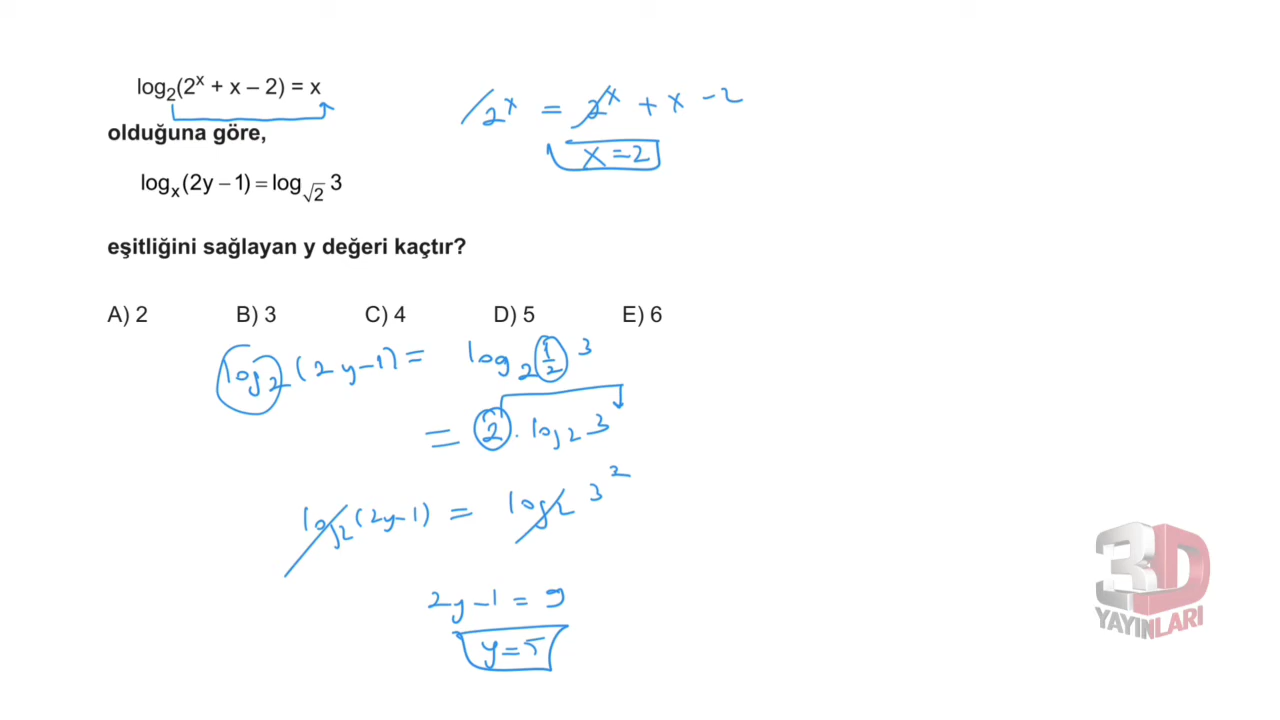 log₂(2ˣ + x – 2) = x
olduğuna göre,
logₓ(2y – 1) = log_√2 3
eşitliğini sağlayan y değeri kaçtır?
A) 2 B) 3 C) 4 D) 5 E) 6
2ˣ = 2ˣ + x - 2
x = 2
log₂(2y-1) = log_2^(1/2) 3
= 2 . log₂ 3
log₂(2y-1) = log₂ 3²
2y-1 = 9
y = 5
3D
YAYINLARI